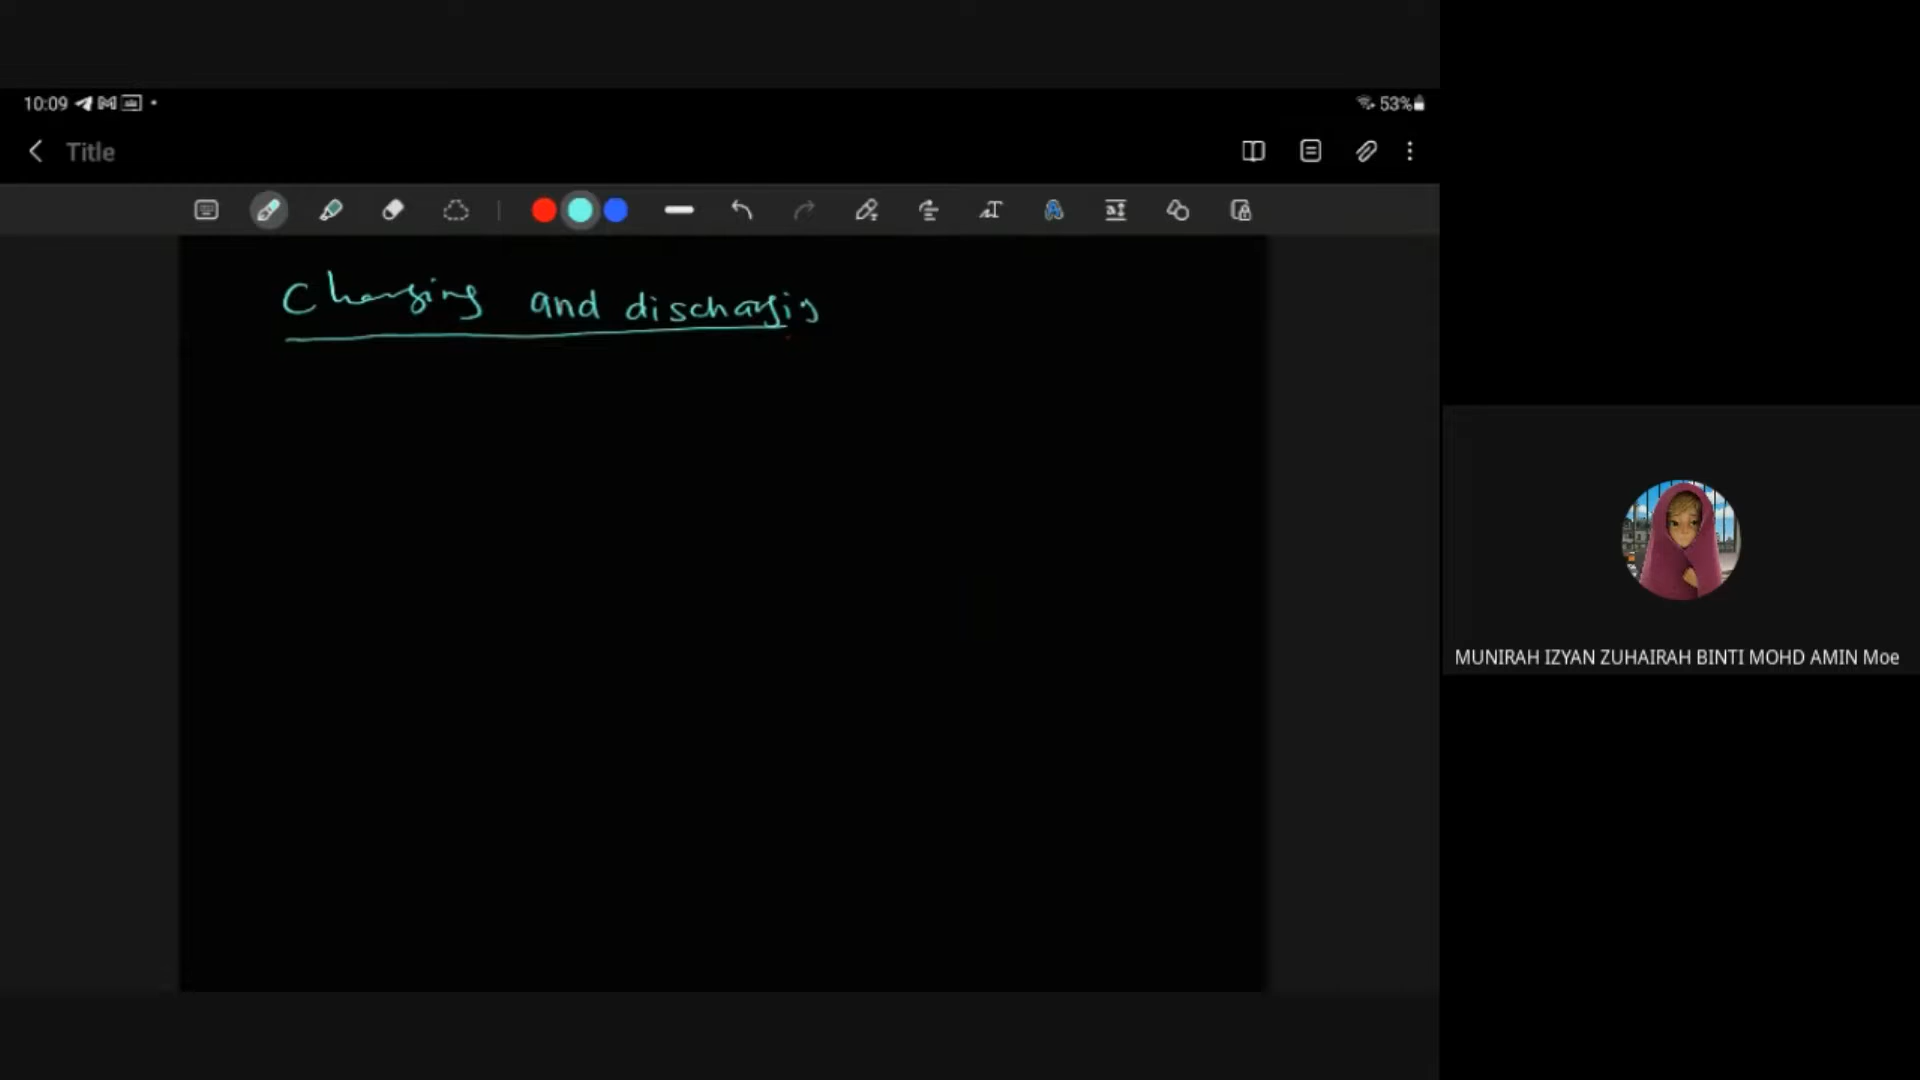 10:09
53%
Title
Charging and discharging
MUNIRAH IZYAN ZUHAIRAH BINTI MOHD AMIN Moe